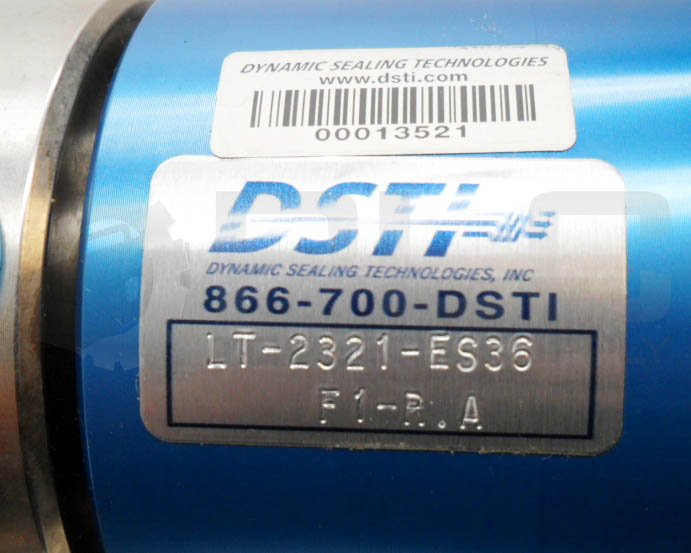 DYNAMIC SEALING TECHNOLOGIES
www.dsti.com
00013521
DSTI
DYNAMIC SEALING TECHNOLOGIES, INC
866-700-DSTI
LT-2321-ES36
F1-R.A